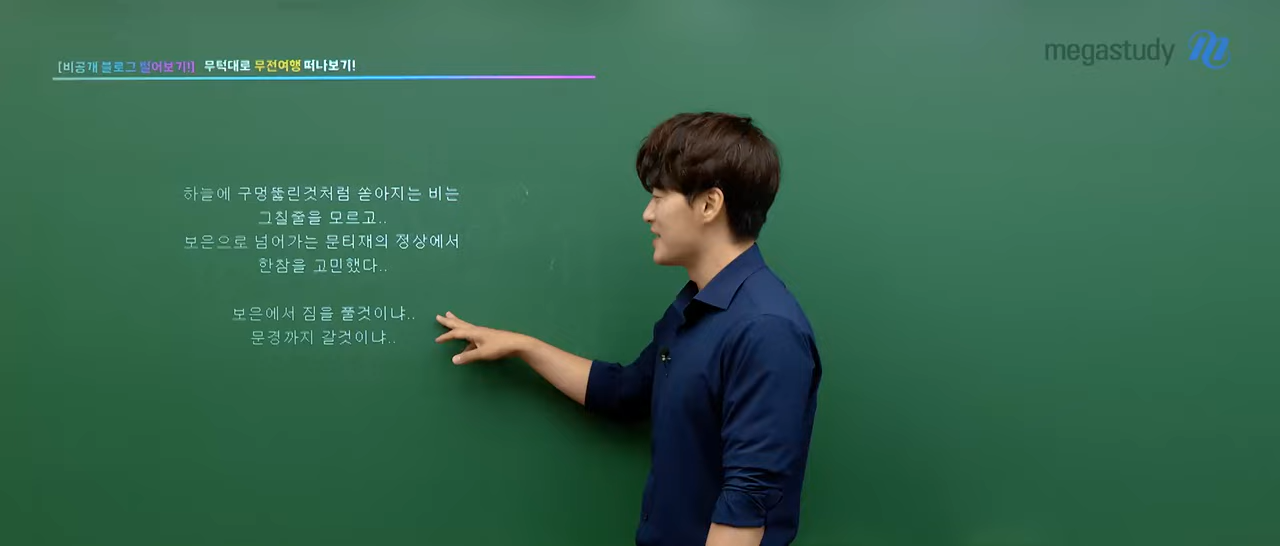 [비공개 블로그 털어보기!] 무턱대로 무전여행 떠나보기!
megastudy
하늘에 구멍뚫린것처럼 쏟아지는 비는
그칠줄을 모르고..
보은으로 넘어가는 문티재의 정상에서
한참을 고민했다..
보은에서 짐을 풀것이냐..
문경까지 갈것이냐..